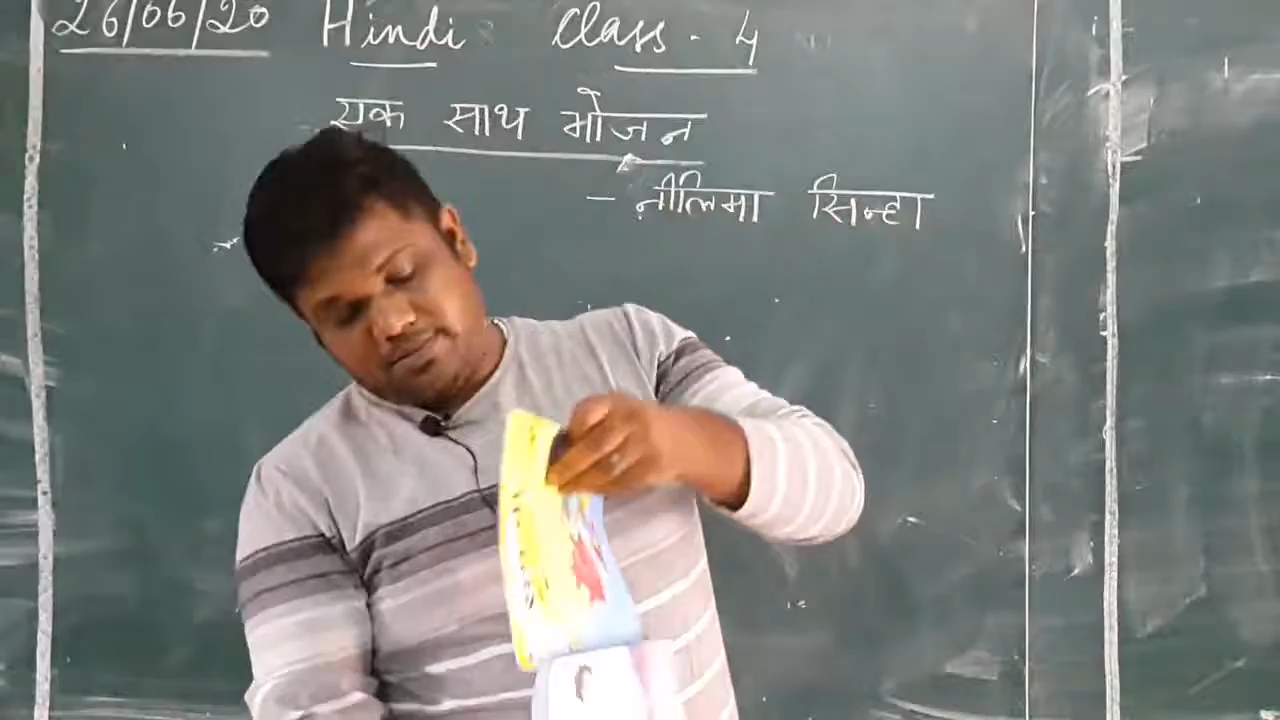 26/06/20 Hindi Class - 4
एक साथ भोजन
- नीलिमा सिन्हा